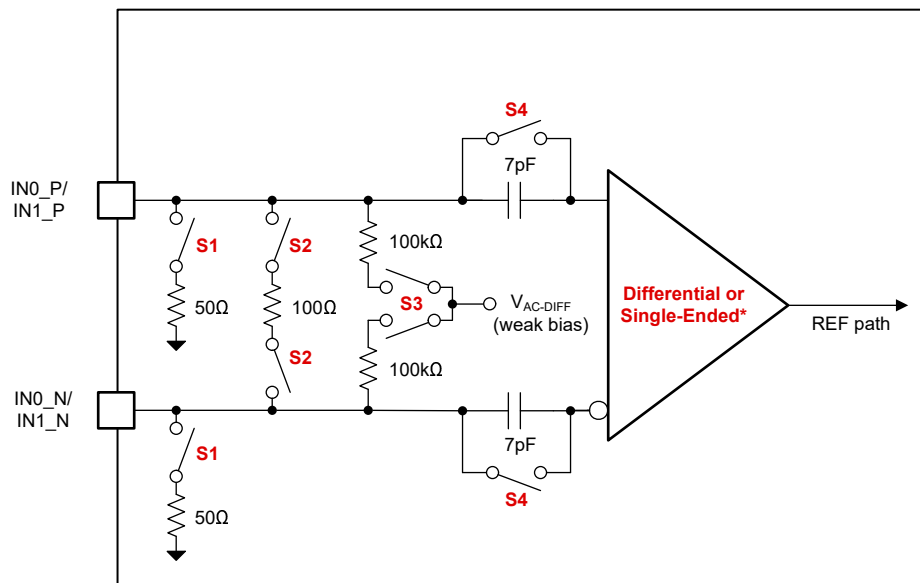 S4
7pF
IN0_P/
IN1_P
S1
S2
100kΩ
50Ω
100Ω
S3
V_AC-DIFF
(weak bias)
Differential or
Single-Ended*
REF path
S2
100kΩ
IN0_N/
IN1_N
7pF
S1
S4
50Ω